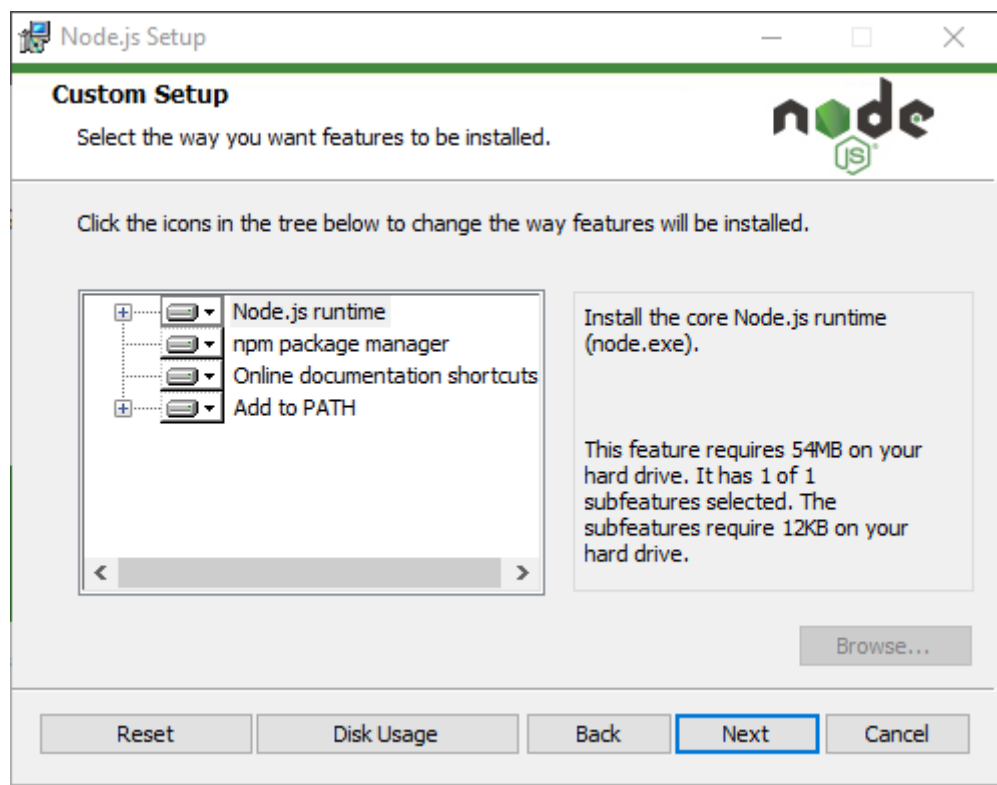 Node.js Setup
Custom Setup
Select the way you want features to be installed.
node
JS
Click the icons in the tree below to change the way features will be installed.
Node.js runtime
npm package manager
Online documentation shortcuts
Add to PATH
Install the core Node.js runtime
(node.exe).
This feature requires 54MB on your
hard drive. It has 1 of 1
subfeatures selected. The
subfeatures require 12KB on your
hard drive.
Browse...
Reset
Disk Usage
Back
Next
Cancel